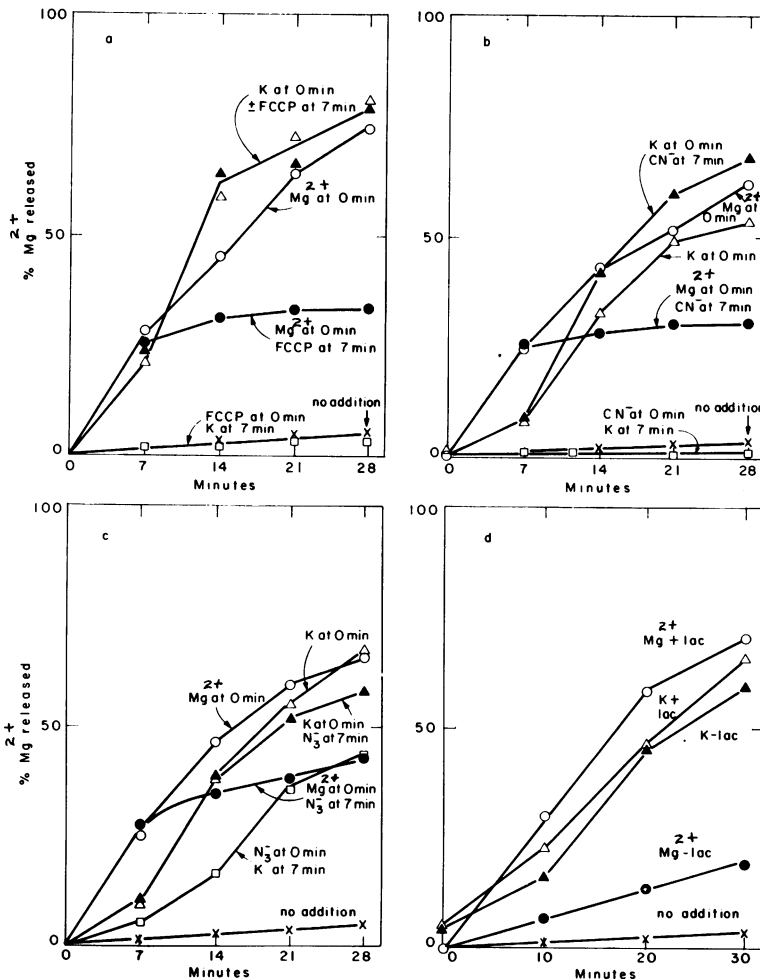 100
a
K at 0 min
± FCCP at 7 min
2+
Mg at 0 min
50
2+
% Mg released
2+
Mg at 0 min
FCCP at 7 min
FCCP at 0 min
K at 7 min
no addition
0
0 7 14 21 28
Minutes
100
b
K at 0 min
CN⁻ at 7 min
2+
Mg at
0 min
50
K at 0 min
2+
Mg at 0 min
CN⁻ at 7 min
CN⁻ at 0 min
K at 7 min
no addition
0
0 7 14 21 28
Minutes
100
c
K at 0 min
2+
Mg at 0 min
50
2+
% Mg released
K at 0 min
N₃⁻ at 7 min
2+
Mg at 0 min
N₃⁻ at 7 min
N₃⁻ at 0 min
K at 7 min
no addition
0
0 7 14 21 28
Minutes
100
d
2+
Mg + lac
K+
lac
K-lac
50
2+
Mg-lac
no addition
0
0 10 20 30
Minutes